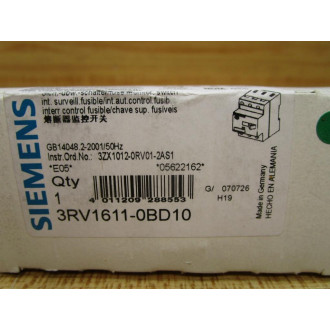 int. surveill.fusible/int.aut.control fusib
interr.control fusible/chave sup. fusiveis
熔断器监控开关
GB14048.2-2001/50Hz
Instr.Ord.No.: 3ZX1012-0RV01-2AS1
*E05* *05622162*
Qty
1
4 011209 288553
G/ 070726
H19
3RV1611-0BD10
SIEMENS
Made in Germany
HECHO EN ALEMANIA